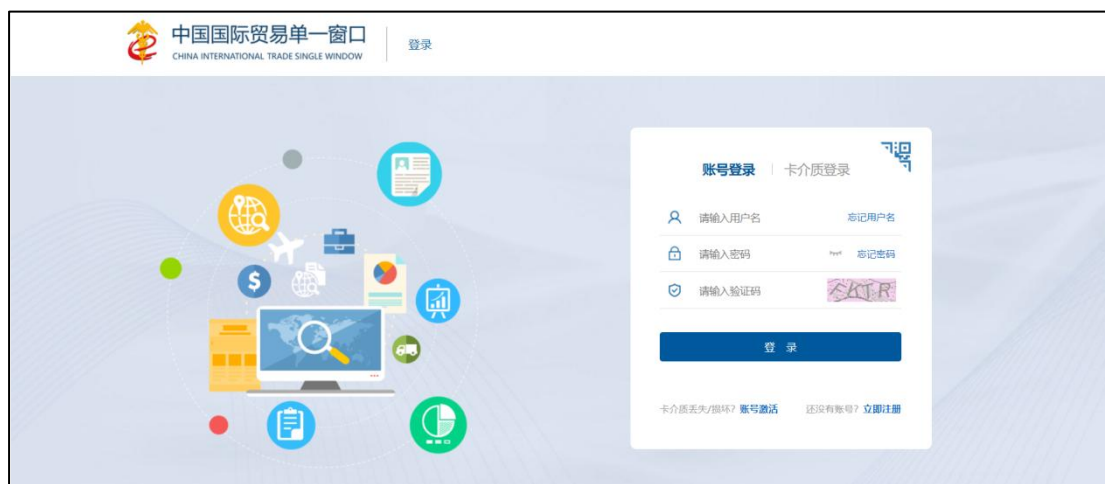 中国国际贸易单一窗口
CHINA INTERNATIONAL TRADE SINGLE WINDOW
登录
账号登录
卡介质登录
请输入用户名 忘记用户名
请输入密码 忘记密码
请输入验证码
登 录
卡介质丢失/损坏? 账号激活 还没有账号? 立即注册